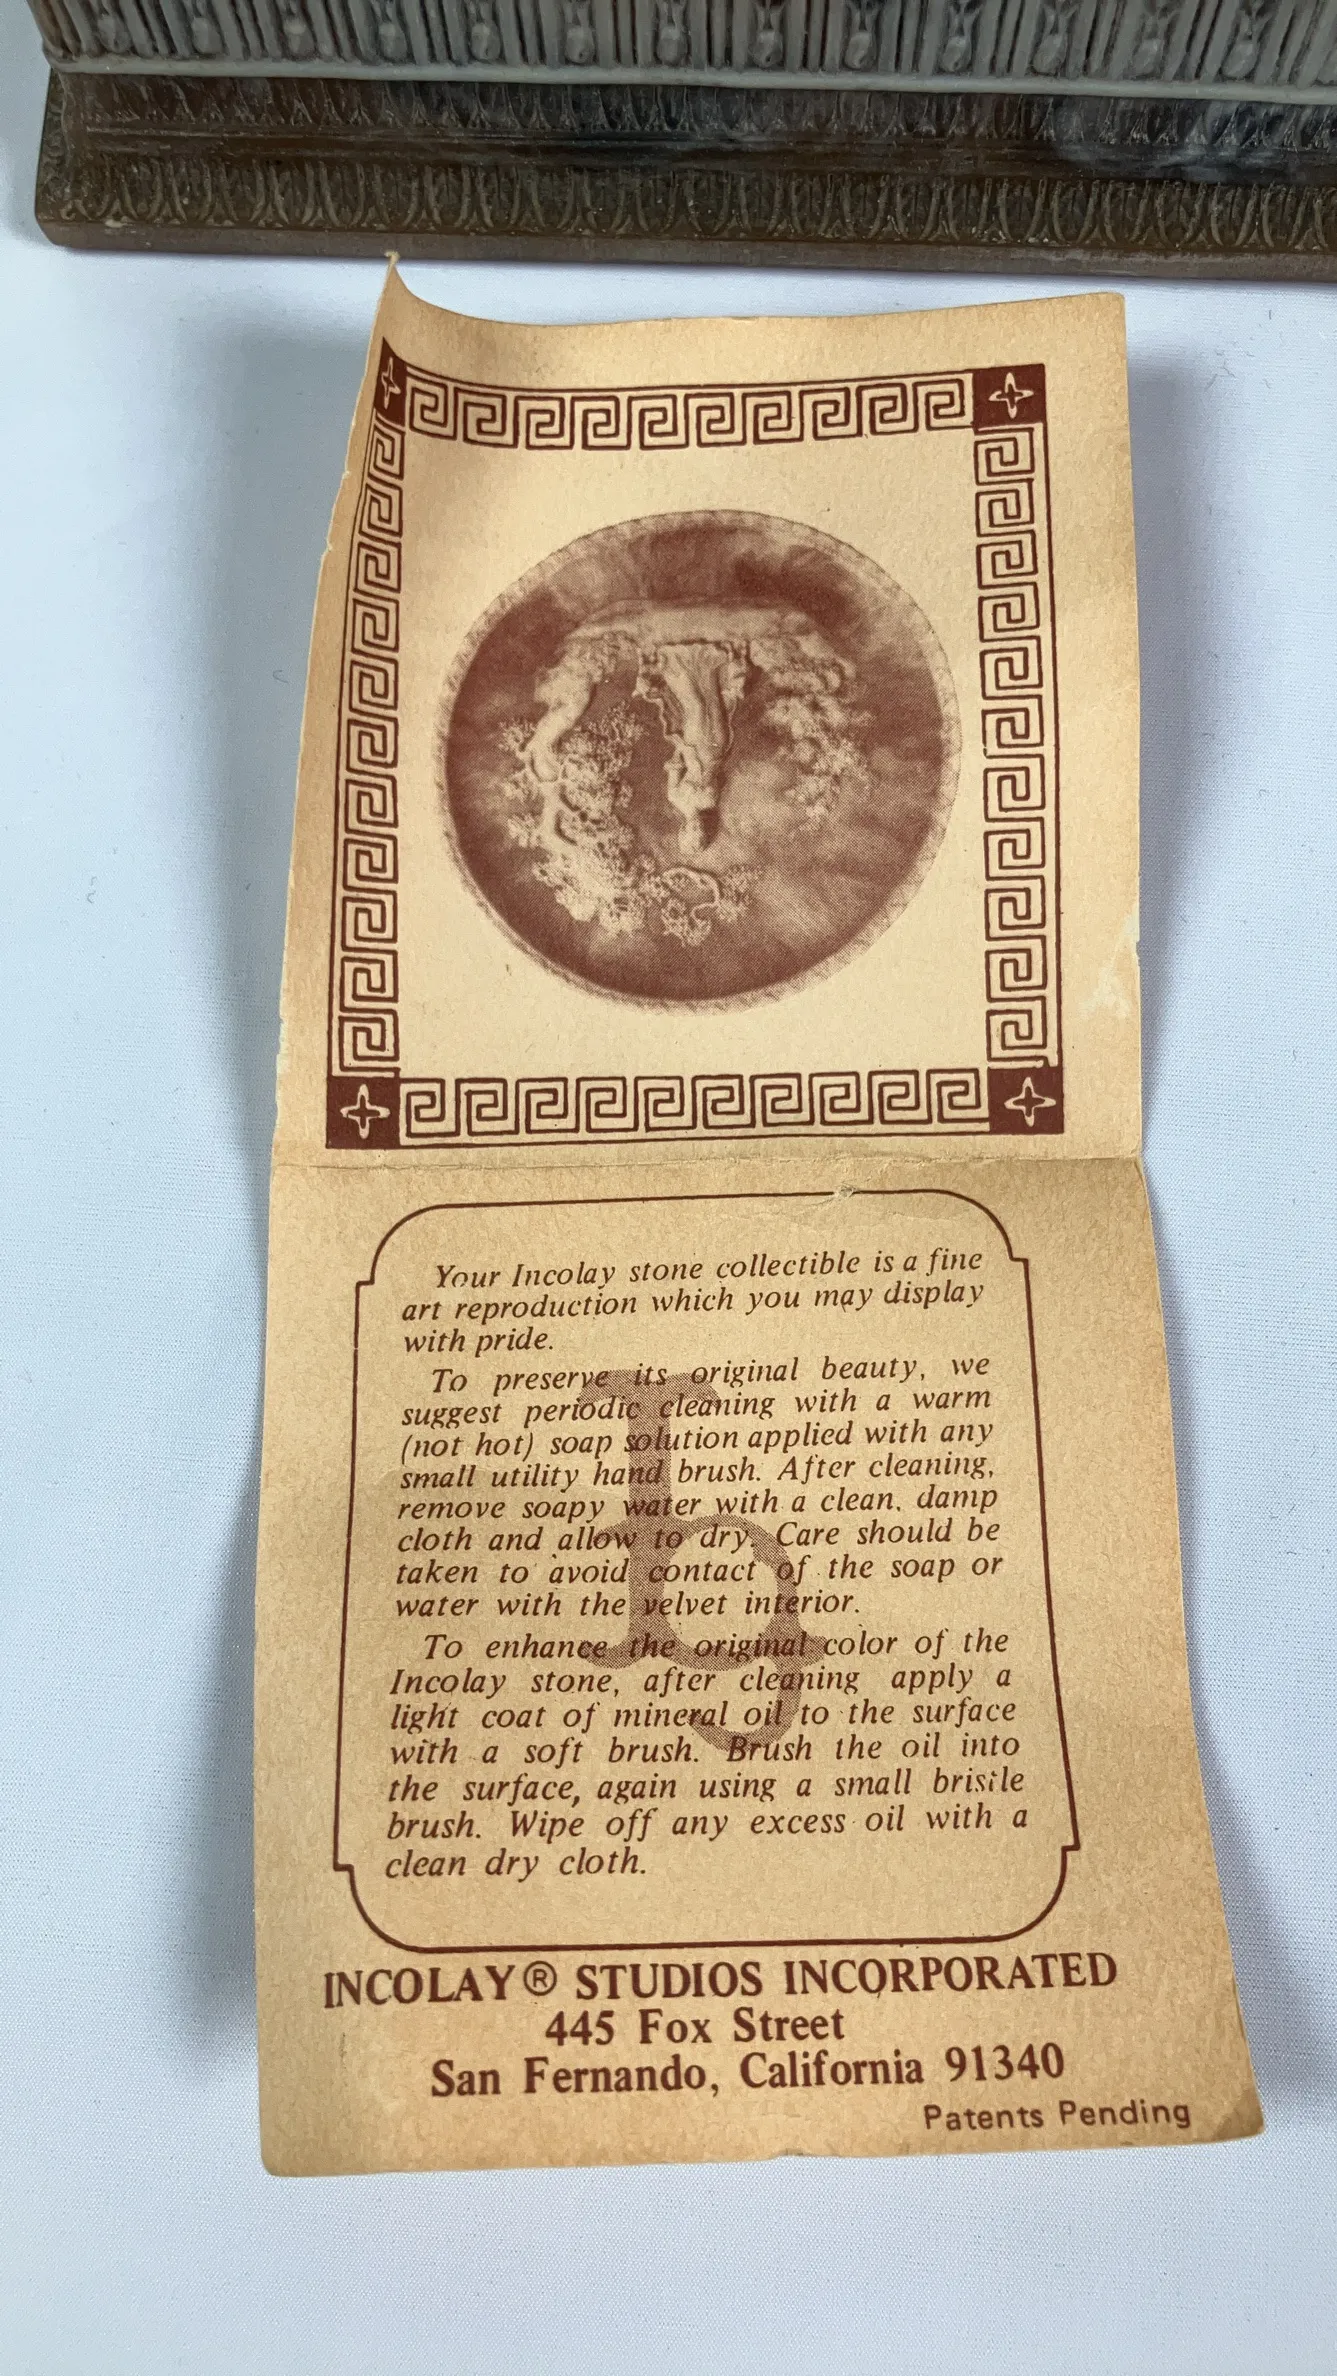 Your Incolay stone collectible is a fine
art reproduction which you may display
with pride.
To preserve its original beauty, we
suggest periodic cleaning with a warm
(not hot) soap solution applied with any
small utility hand brush. After cleaning,
remove soapy water with a clean, damp
cloth and allow to dry. Care should be
taken to avoid contact of the soap or
water with the velvet interior.
To enhance the original color of the
Incolay stone, after cleaning apply a
light coat of mineral oil to the surface
with a soft brush. Brush the oil into
the surface, again using a small bristle
brush. Wipe off any excess oil with a
clean dry cloth.
INCOLAY® STUDIOS INCORPORATED
445 Fox Street
San Fernando, California 91340
Patents Pending